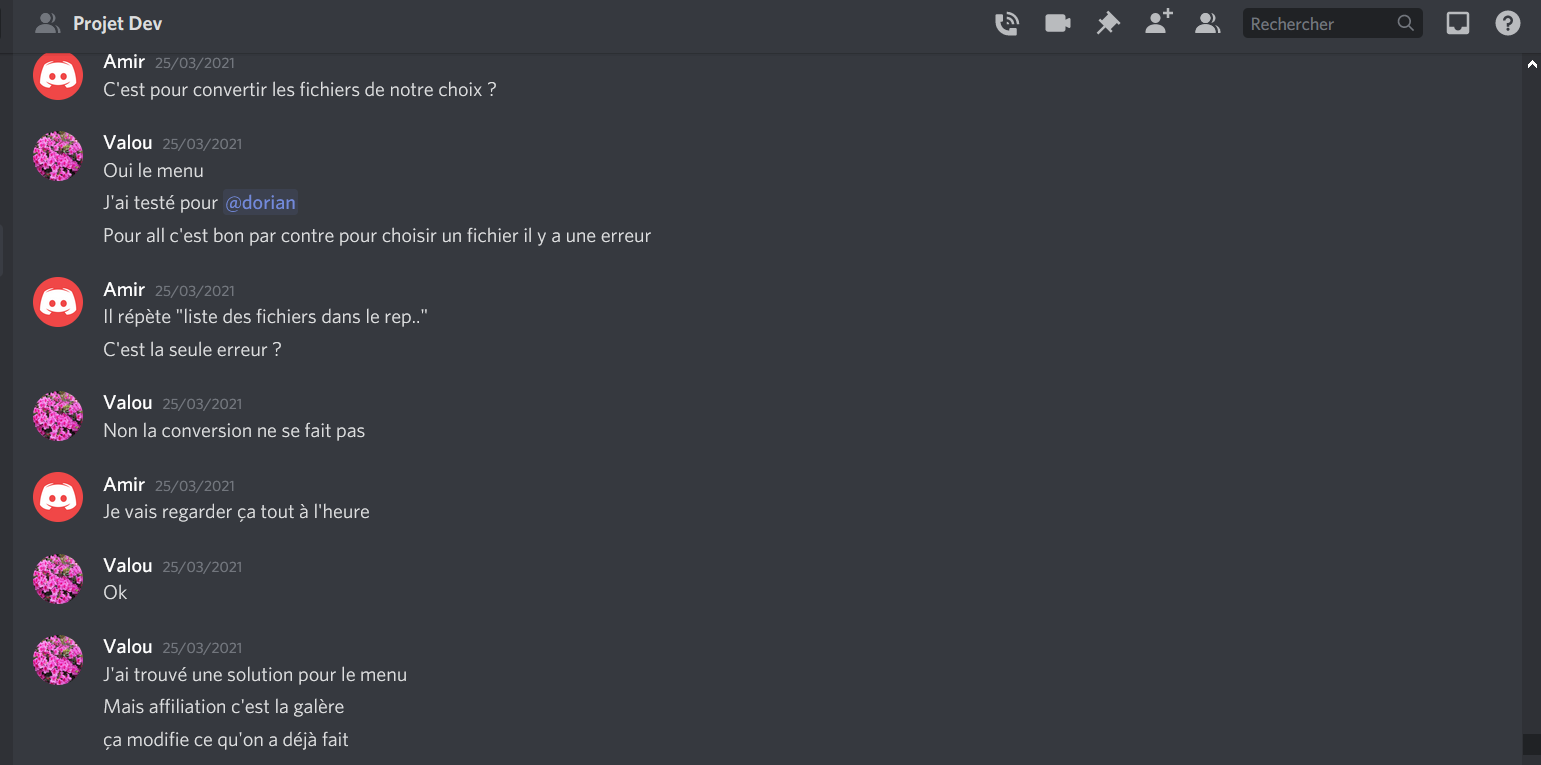 Projet Dev
Rechercher
Amir 25/03/2021
C'est pour convertir les fichiers de notre choix ?
Valou 25/03/2021
Oui le menu
J'ai testé pour @dorian
Pour all c'est bon par contre pour choisir un fichier il y a une erreur
Amir 25/03/2021
Il répète "liste des fichiers dans le rep.."
C'est la seule erreur ?
Valou 25/03/2021
Non la conversion ne se fait pas
Amir 25/03/2021
Je vais regarder ça tout à l'heure
Valou 25/03/2021
Ok
Valou 25/03/2021
J'ai trouvé une solution pour le menu
Mais affiliation c'est la galère
ça modifie ce qu'on a déjà fait